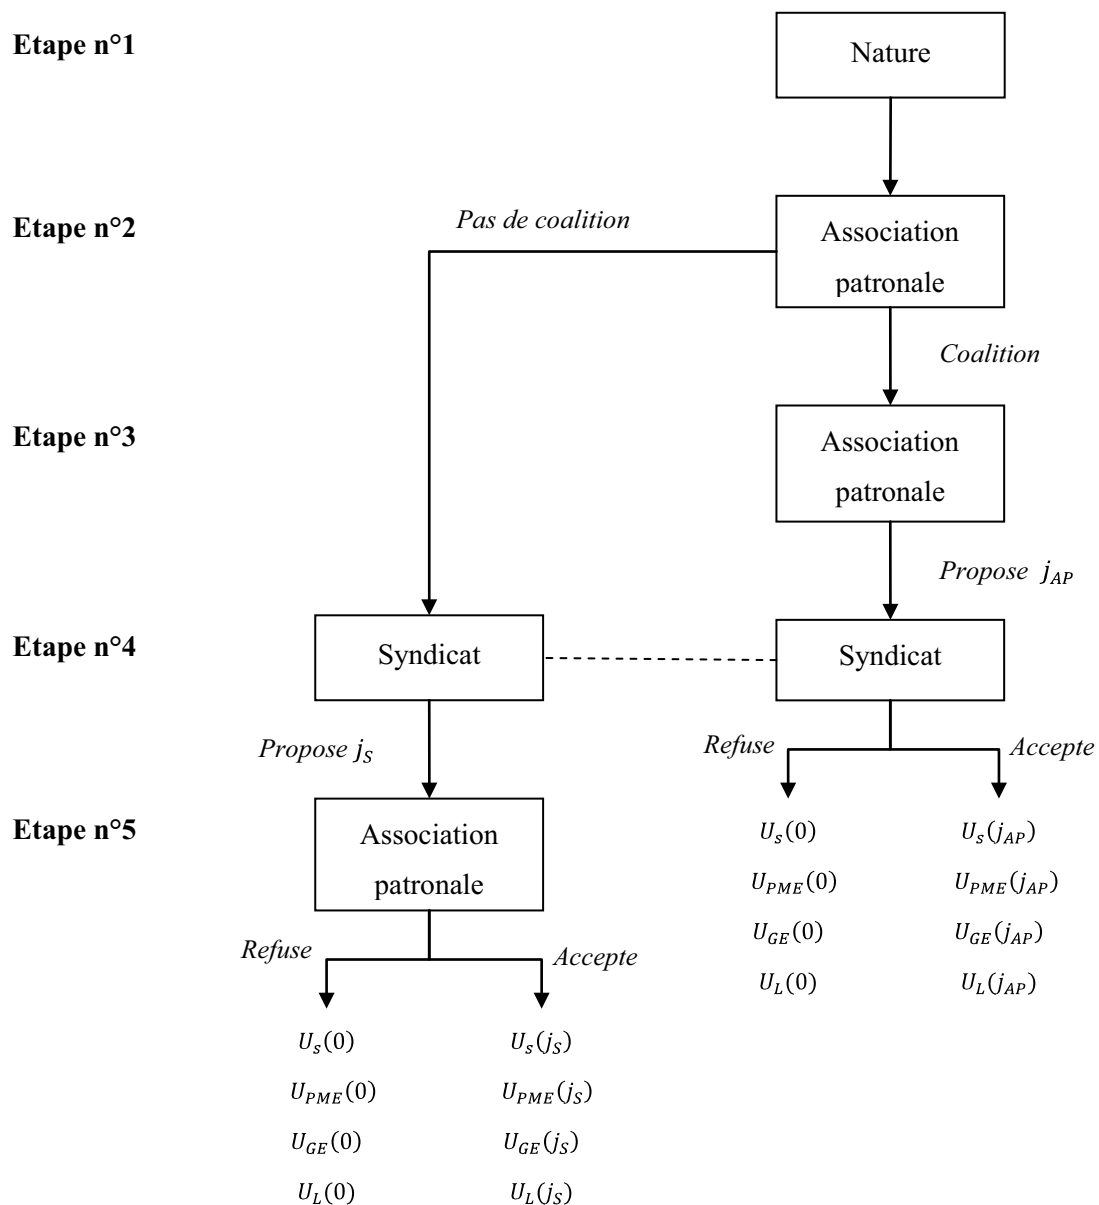 Etape n°1
Nature
Etape n°2
Pas de coalition
Association
patronale
Coalition
Etape n°3
Association
patronale
Propose j_AP
Etape n°4
Syndicat
Syndicat
Propose j_S
Refuse
Accepte
Etape n°5
Association
patronale
U_s(0)
U_s(j_AP)
U_PME(0)
U_PME(j_AP)
U_GE(0)
U_GE(j_AP)
U_L(0)
U_L(j_AP)
Refuse
Accepte
U_s(0)
U_s(j_S)
U_PME(0)
U_PME(j_S)
U_GE(0)
U_GE(j_S)
U_L(0)
U_L(j_S)